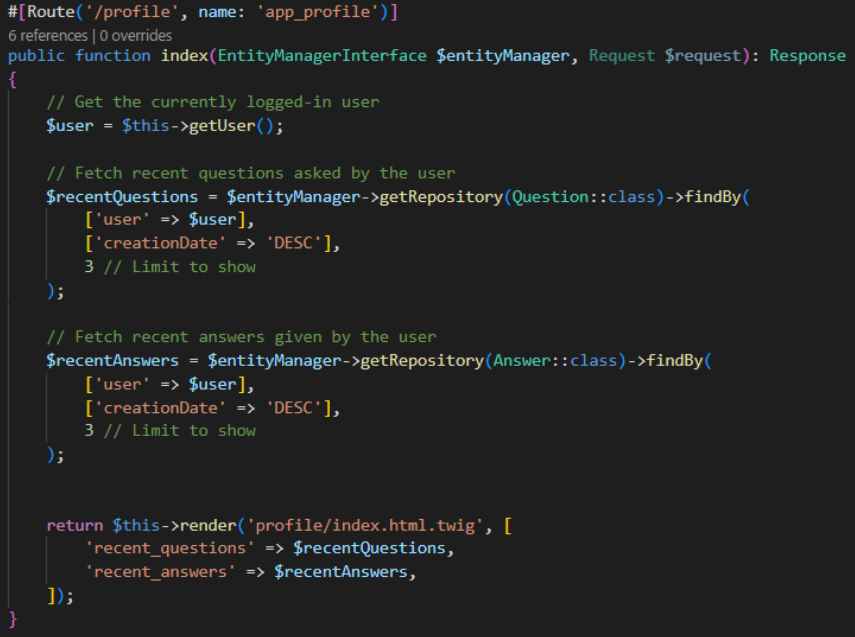 #[Route('/profile', name: 'app_profile')]
6 references | 0 overrides
public function index(EntityManagerInterface $entityManager, Request $request): Response
{
    // Get the currently logged-in user
    $user = $this->getUser();

    // Fetch recent questions asked by the user
    $recentQuestions = $entityManager->getRepository(Question::class)->findBy(
        ['user' => $user],
        ['creationDate' => 'DESC'],
        3 // Limit to show
    );

    // Fetch recent answers given by the user
    $recentAnswers = $entityManager->getRepository(Answer::class)->findBy(
        ['user' => $user],
        ['creationDate' => 'DESC'],
        3 // Limit to show
    );


    return $this->render('profile/index.html.twig', [
        'recent_questions' => $recentQuestions,
        'recent_answers' => $recentAnswers,
    ]);
}